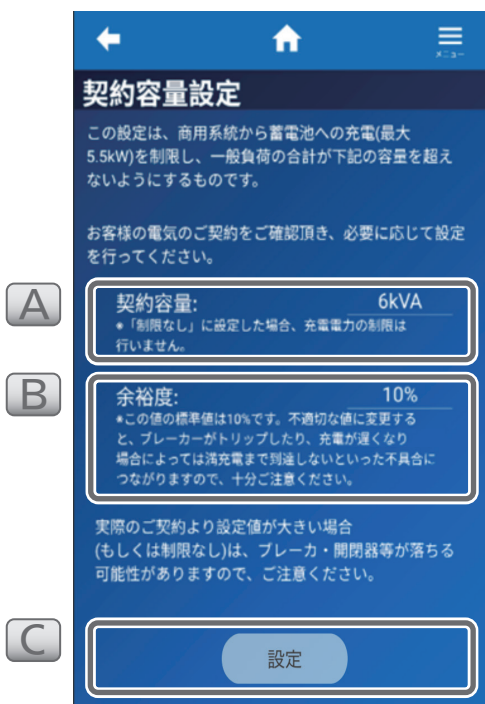 メニュー
契約容量設定
この設定は、商用系統から蓄電池への充電(最大
5.5kW)を制限し、一般負荷の合計が下記の容量を超え
ないようにするものです。
お客様の電気のご契約をご確認頂き、必要に応じて設定
を行ってください。
A
契約容量: 6kVA
●「制限なし」に設定した場合、充電電力の制限は
行いません。
B
余裕度: 10%
●この値の標準値は10%です。不適切な値に変更する
と、ブレーカーがトリップしたり、充電が遅くなり
場合によっては満充電まで到達しないといった不具合に
つながりますので、十分ご注意ください。
実際のご契約より設定値が大きい場合
(もしくは制限なし)は、ブレーカ・開閉器等が落ちる
可能性がありますので、ご注意ください。
C
設定